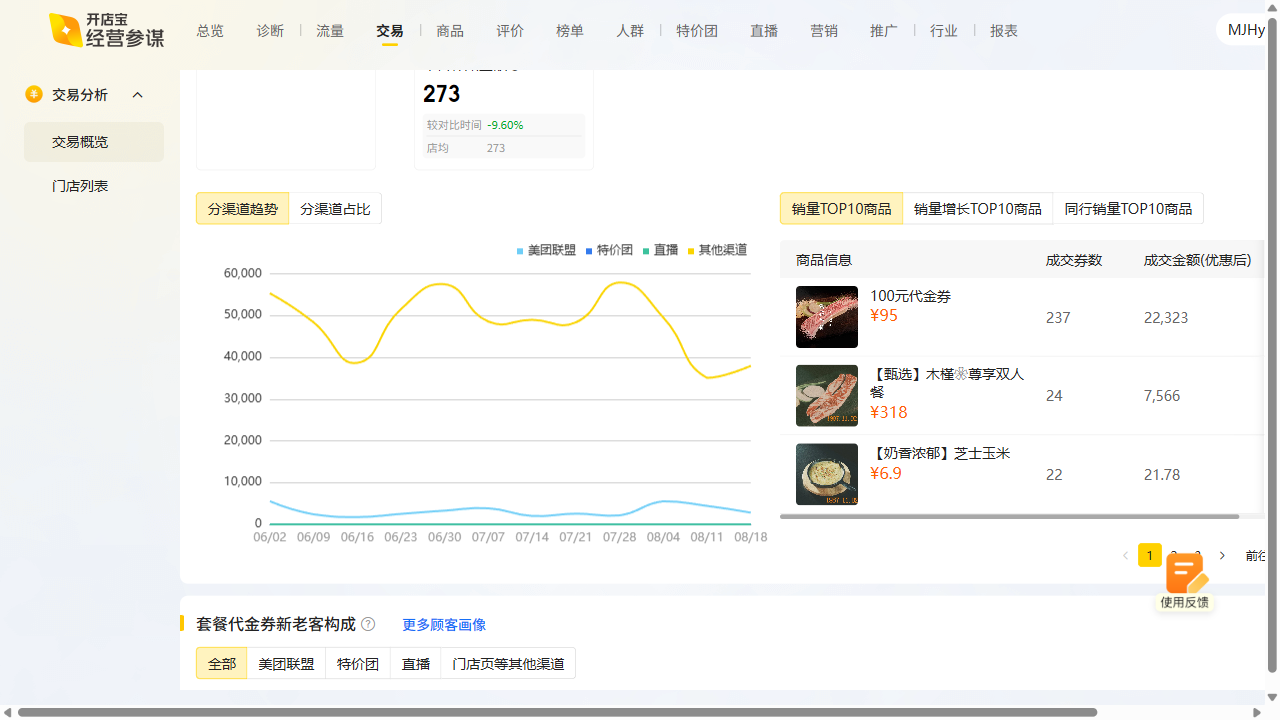 开店宝
经营参谋
总览
诊断
流量
交易
商品
评价
榜单
人群
特价团
直播
营销
推广
行业
报表
MJHy
交易分析
交易概览
门店列表
273
较对比时间 -9.60%
店均 273
分渠道趋势
分渠道占比
美团联盟
特价团
直播
其他渠道
60,000
50,000
40,000
30,000
20,000
10,000
0
06/02 06/09 06/16 06/23 06/30 07/07 07/14 07/21 07/28 08/04 08/11 08/18
销量TOP10商品
销量增长TOP10商品
同行销量TOP10商品
商品信息 成交券数 成交金额(优惠后)
100元代金券
¥95
237 22,323
【甄选】木槿❀尊享双人
餐
¥318
24 7,566
【奶香浓郁】芝士玉米
¥6.9
22 21.78
1
前往
使用反馈
套餐代金券新老客构成 ?
更多顾客画像
全部
美团联盟
特价团
直播
门店页等其他渠道